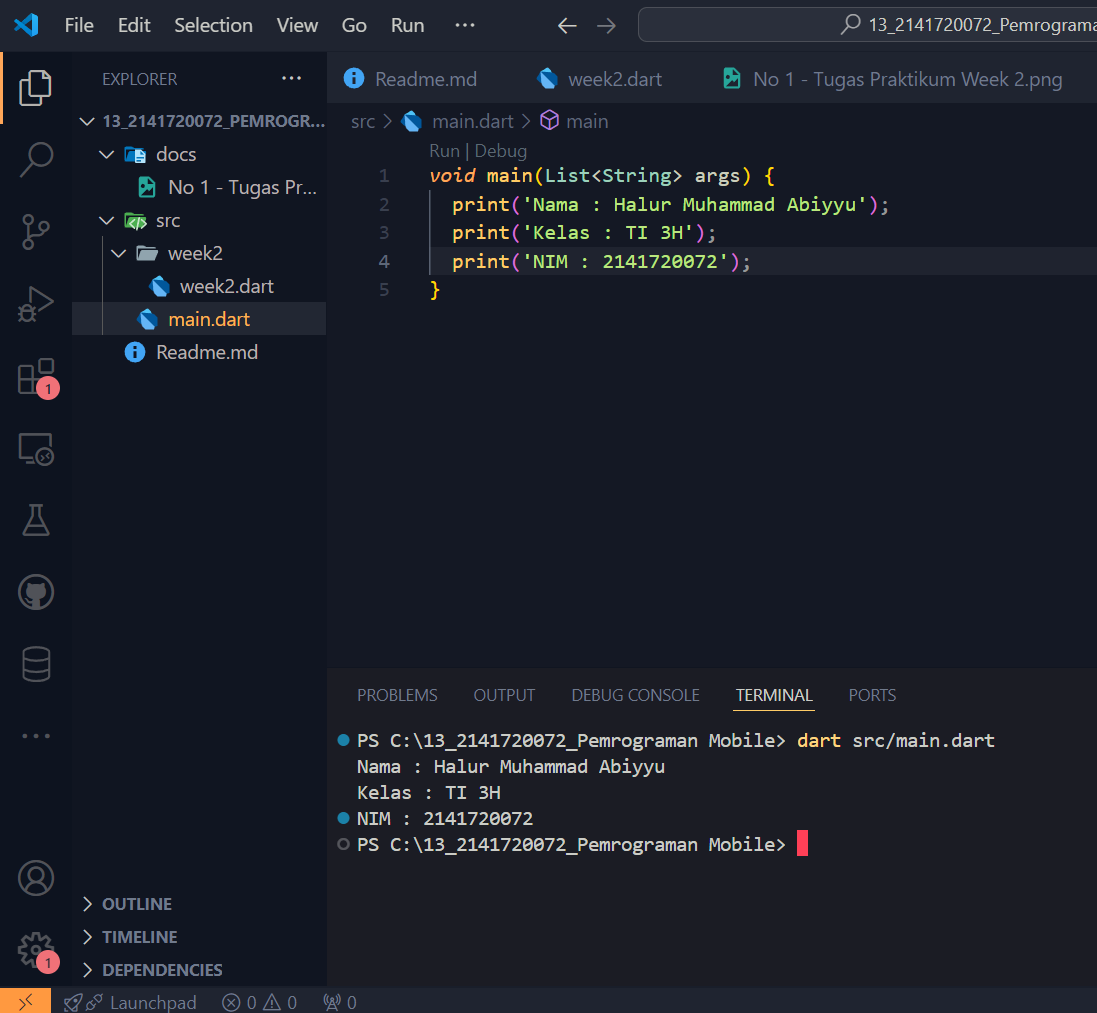 File Edit Selection View Go Run ··· ← → 13_2141720072_Pemrograma
EXPLORER ···
13_2141720072_PEMROGR...
docs
No 1 - Tugas Pr...
src
week2
week2.dart
main.dart
Readme.md
Readme.md week2.dart No 1 - Tugas Praktikum Week 2.png
src > main.dart > main
Run | Debug
1 void main(List<String> args) {
2 print('Nama : Halur Muhammad Abiyyu');
3 print('Kelas : TI 3H');
4 print('NIM : 2141720072');
5 }
1
PROBLEMS OUTPUT DEBUG CONSOLE TERMINAL PORTS
PS C:\13_2141720072_Pemrograman Mobile> dart src/main.dart
Nama : Halur Muhammad Abiyyu
Kelas : TI 3H
NIM : 2141720072
PS C:\13_2141720072_Pemrograman Mobile>
OUTLINE
TIMELINE
DEPENDENCIES
1
Launchpad 0 0 0